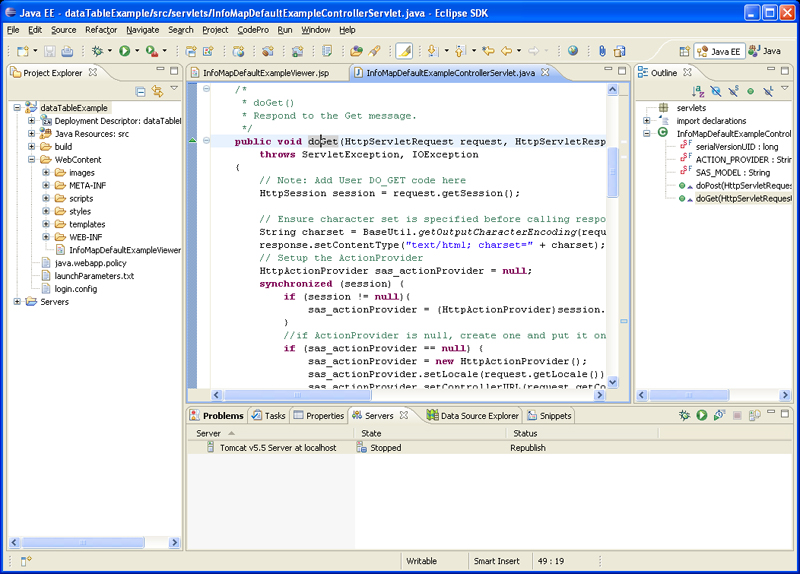 Java EE - dataTableExample/src/servlets/InfoMapDefaultExampleControllerServlet.java - Eclipse SDK
File Edit Source Refactor Navigate Search Project CodePro Run Window Help
Java EE Java
Project Explorer
dataTableExample
Deployment Descriptor: dataTabl
Java Resources: src
build
WebContent
images
META-INF
scripts
styles
templates
WEB-INF
InfoMapDefaultExampleViewer
java.webapp.policy
launchParameters.txt
login.config
Servers
InfoMapDefaultExampleViewer.jsp InfoMapDefaultExampleControllerServlet.java
/*
* doGet()
* Respond to the Get message.
*/
public void doGet(HttpServletRequest request, HttpServletResp
throws ServletException, IOException
{
// Note: Add User DO_GET code here
HttpSession session = request.getSession();
// Ensure character set is specified before calling respo
String charset = BaseUtil.getOutputCharacterEncoding(requ
response.setContentType("text/html; charset=" + charset);
// Setup the ActionProvider
HttpActionProvider sas_actionProvider = null;
synchronized (session) {
if (session != null){
sas_actionProvider = (HttpActionProvider)session.
}
//if ActionProvider is null, create one and put it on
if (sas_actionProvider == null) {
sas_actionProvider = new HttpActionProvider();
sas_actionProvider.setLocale(request.getLocale())
sas_actionProvider.setControllerURL(request.getCo
Outline
servlets
import declarations
InfoMapDefaultExampleContro
serialVersionUID : long
ACTION_PROVIDER : String
SAS_MODEL : String
doPost(HttpServletReques
doGet(HttpServletRequest
Problems Tasks Properties Servers Data Source Explorer Snippets
Server State Status
Tomcat v5.5 Server at localhost Stopped Republish
Writable Smart Insert 49 : 19